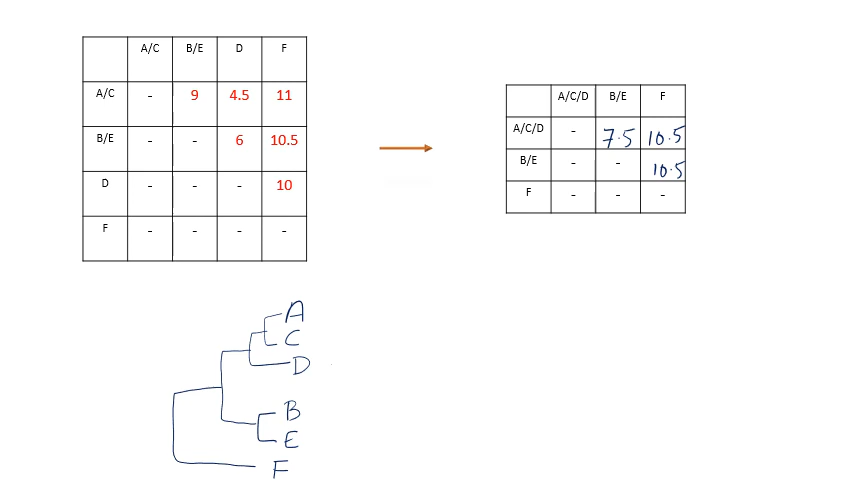 A/C B/E D F
A/C - 9 4.5 11
B/E - - 6 10.5
D - - - 10
F - - - -
A/C/D B/E F
A/C/D - 7.5 10.5
B/E - - 10.5
F - - -
A
C
D
B
E
F